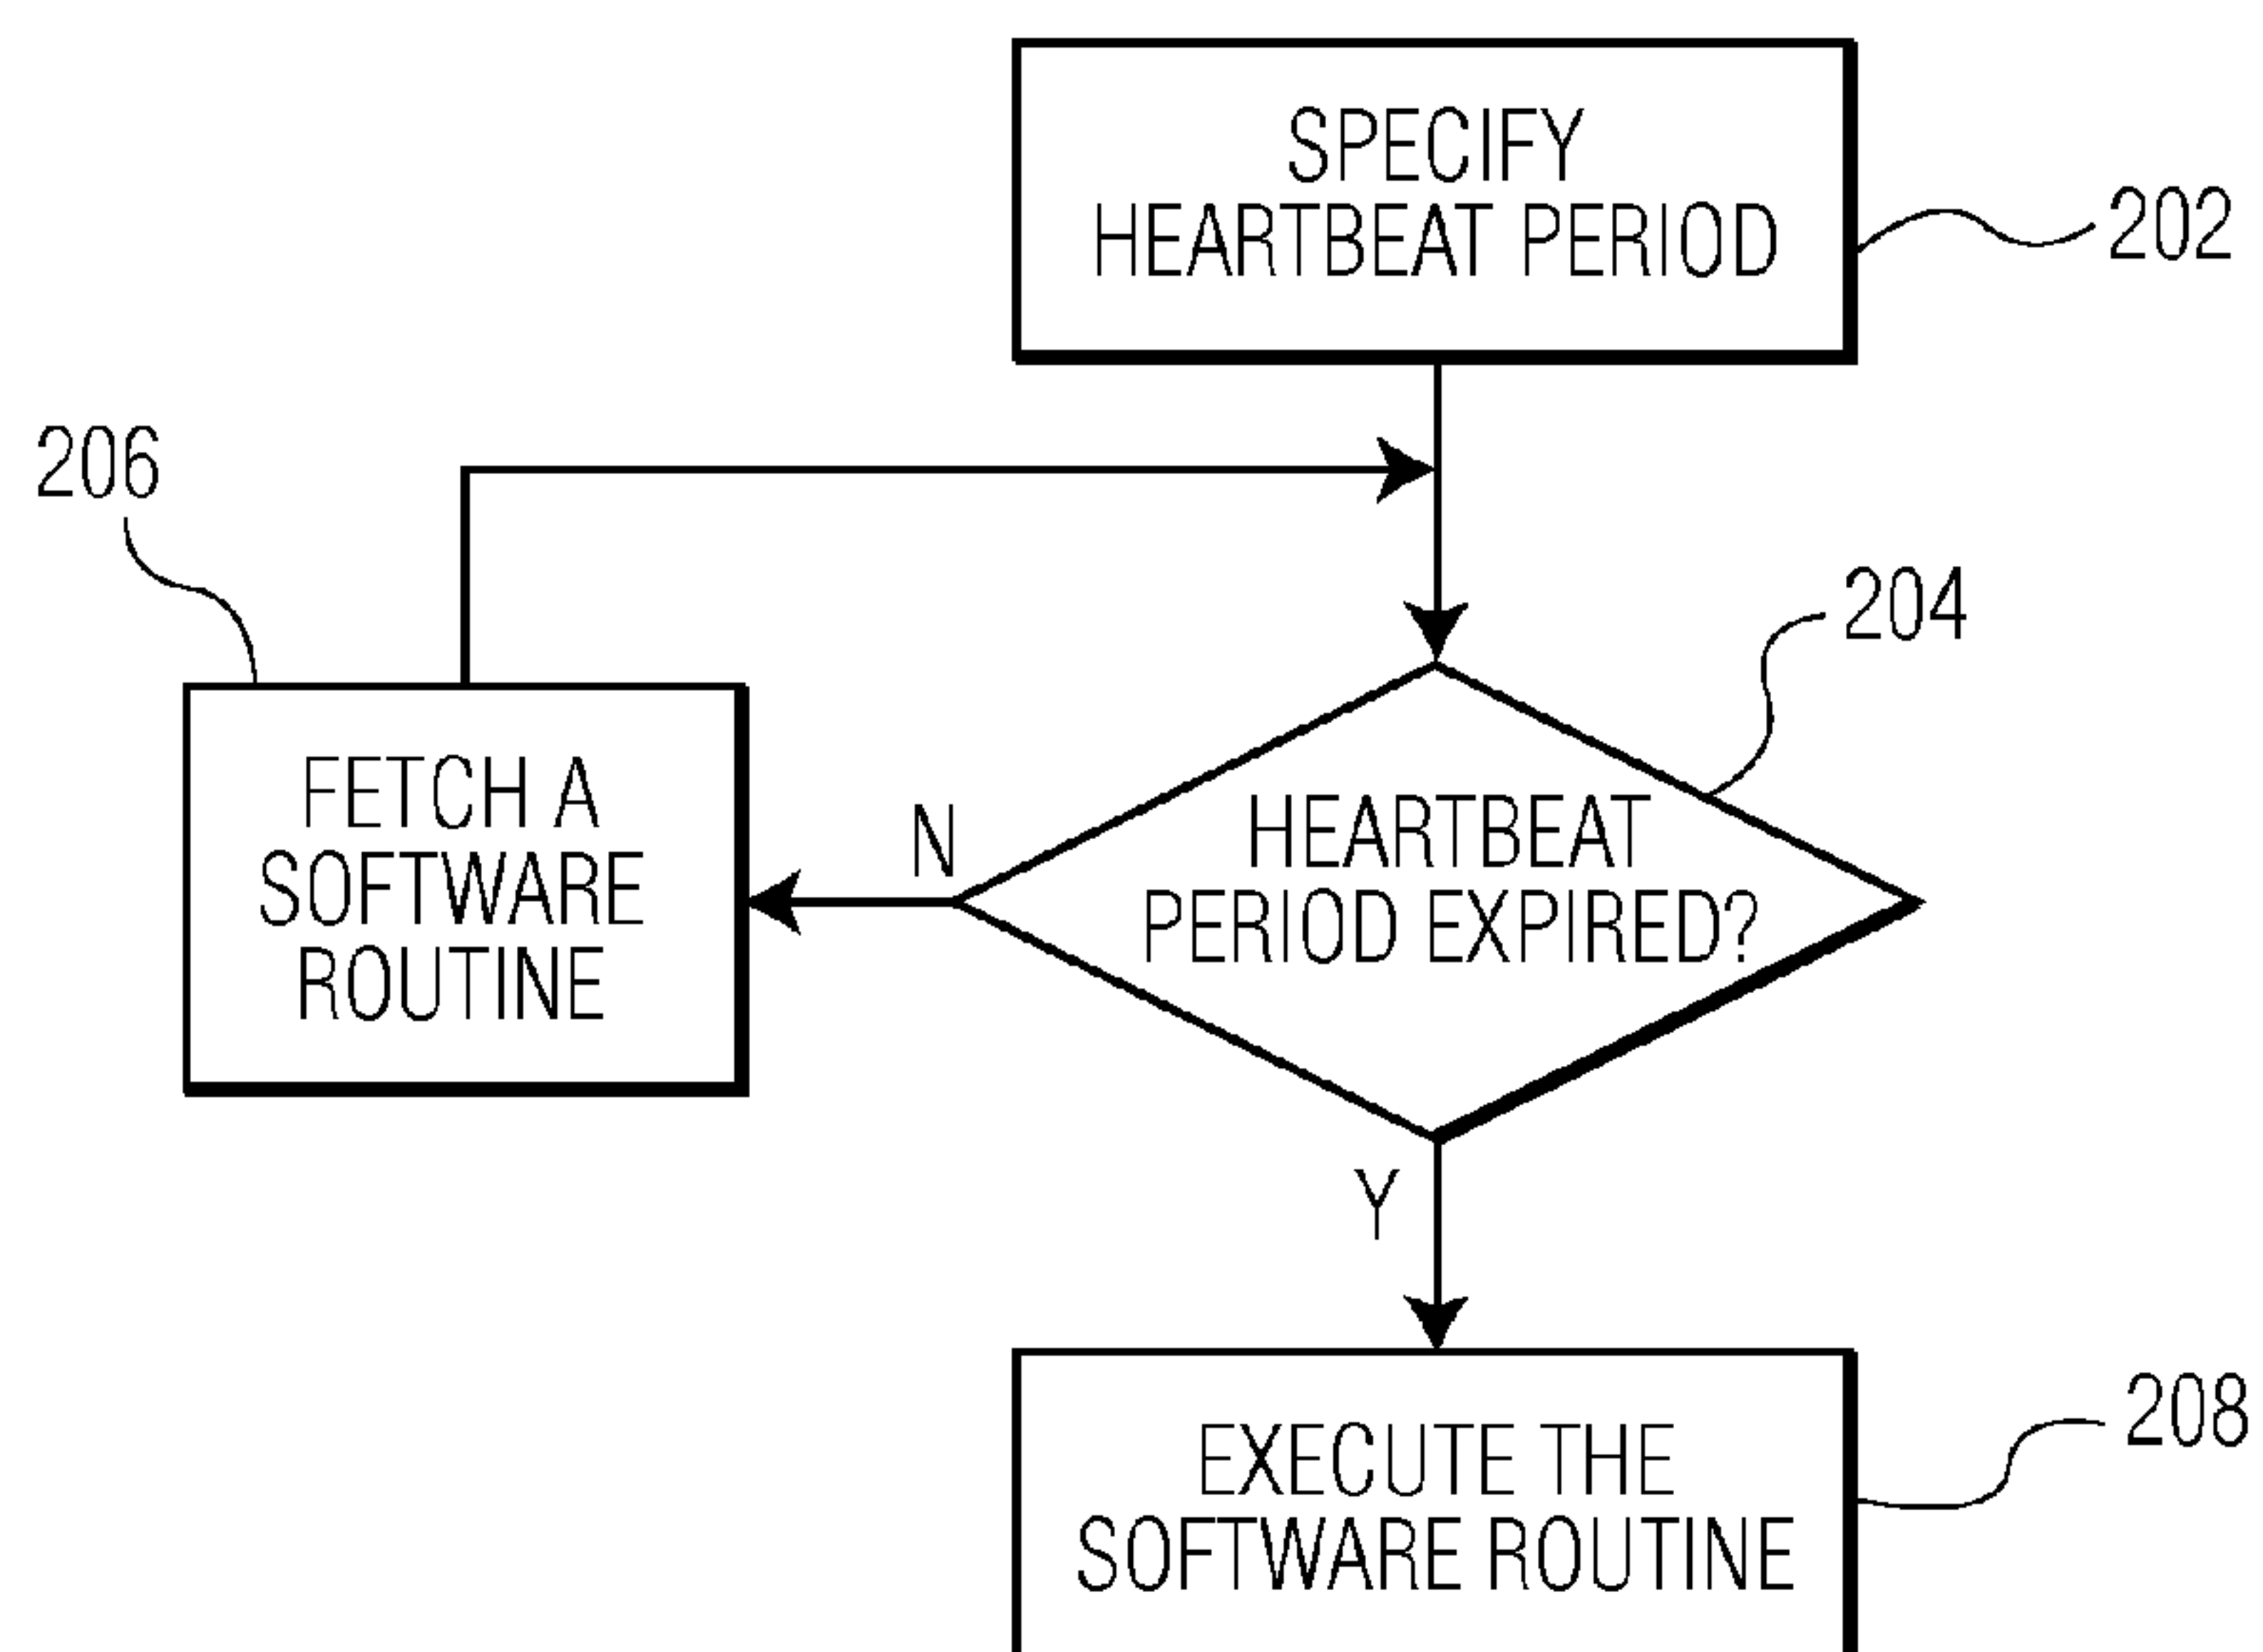 SPECIFY
HEARTBEAT PERIOD
202
206
204
FETCH A
SOFTWARE
ROUTINE
N
HEARTBEAT
PERIOD EXPIRED?
Y
EXECUTE THE
SOFTWARE ROUTINE
208